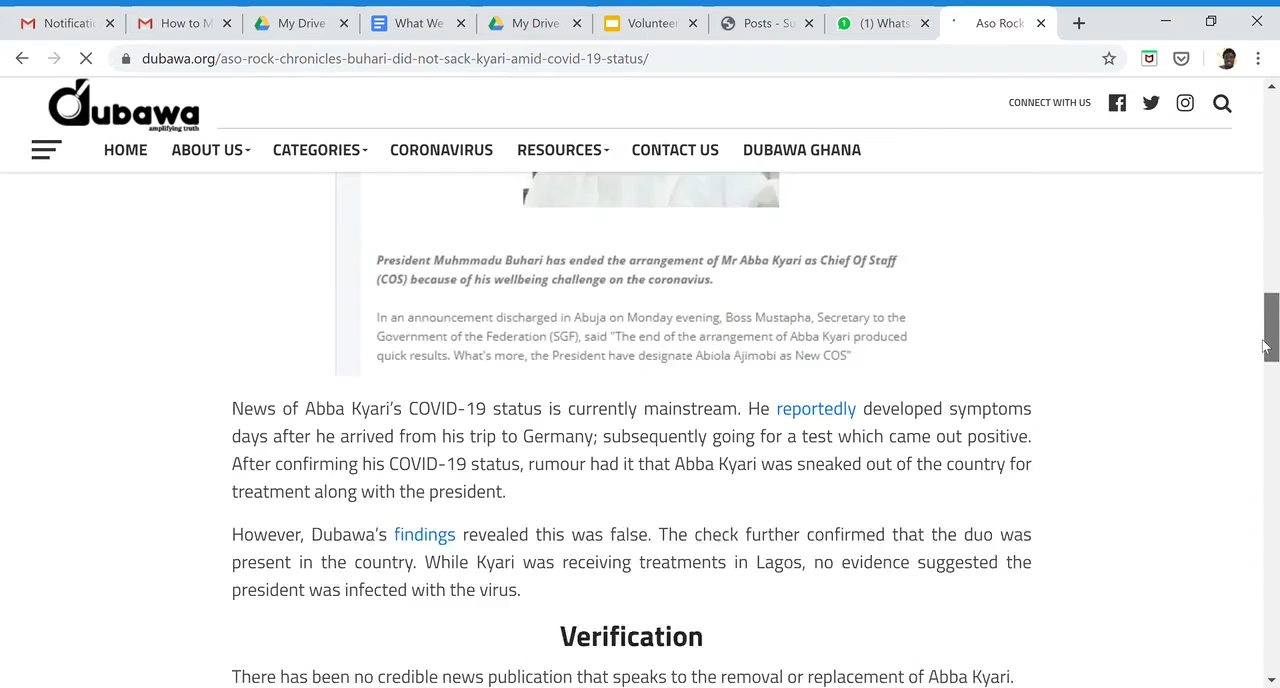 Notificatio
How to M
My Drive
What We
My Drive
Volunteer
Posts - Su
(1) Whats
Aso Rock
dubawa.org/aso-rock-chronicles-buhari-did-not-sack-kyari-amid-covid-19-status/
dubawa
amplifying truth
CONNECT WITH US
HOME ABOUT US CATEGORIES CORONAVIRUS RESOURCES CONTACT US DUBAWA GHANA
President Muhmmadu Buhari has ended the arrangement of Mr Abba Kyari as Chief Of Staff
(COS) because of his wellbeing challenge on the coronavius.
In an announcement discharged in Abuja on Monday evening, Boss Mustapha, Secretary to the
Government of the Federation (SGF), said "The end of the arrangement of Abba Kyari produced
quick results. What's more, the President have designate Abiola Ajimobi as New COS"
News of Abba Kyari’s COVID-19 status is currently mainstream. He reportedly developed symptoms
days after he arrived from his trip to Germany; subsequently going for a test which came out positive.
After confirming his COVID-19 status, rumour had it that Abba Kyari was sneaked out of the country for
treatment along with the president.
However, Dubawa’s findings revealed this was false. The check further confirmed that the duo was
present in the country. While Kyari was receiving treatments in Lagos, no evidence suggested the
president was infected with the virus.
Verification
There has been no credible news publication that speaks to the removal or replacement of Abba Kyari.